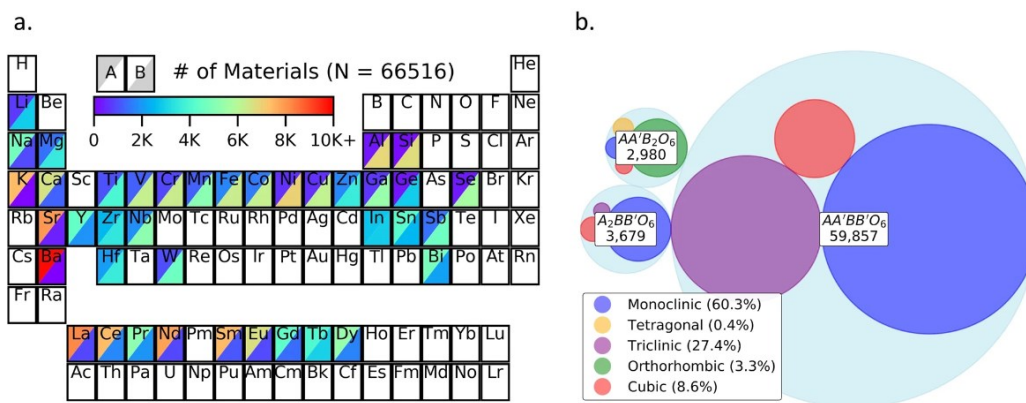 a.
b.
H He
A B # of Materials (N = 66516)
Li Be B C N O F Ne
0 2K 4K 6K 8K 10K+
Na Mg Al Si P S Cl Ar
K Ca Sc Ti V Cr Mn Fe Co Ni Cu Zn Ga Ge As Se Br Kr
Rb Sr Y Zr Nb Mo Tc Ru Rh Pd Ag Cd In Sn Sb Te I Xe
Cs Ba Hf Ta W Re Os Ir Pt Au Hg Tl Pb Bi Po At Rn
Fr Ra
La Ce Pr Nd Pm Sm Eu Gd Tb Dy Ho Er Tm Yb Lu
Ac Th Pa U Np Pu Am Cm Bk Cf Es Fm Md No Lr
AA′B₂O₆
2,980
A₂BB′O₆
3,679
AA′BB′O₆
59,857
Monoclinic (60.3%)
Tetragonal (0.4%)
Triclinic (27.4%)
Orthorhombic (3.3%)
Cubic (8.6%)